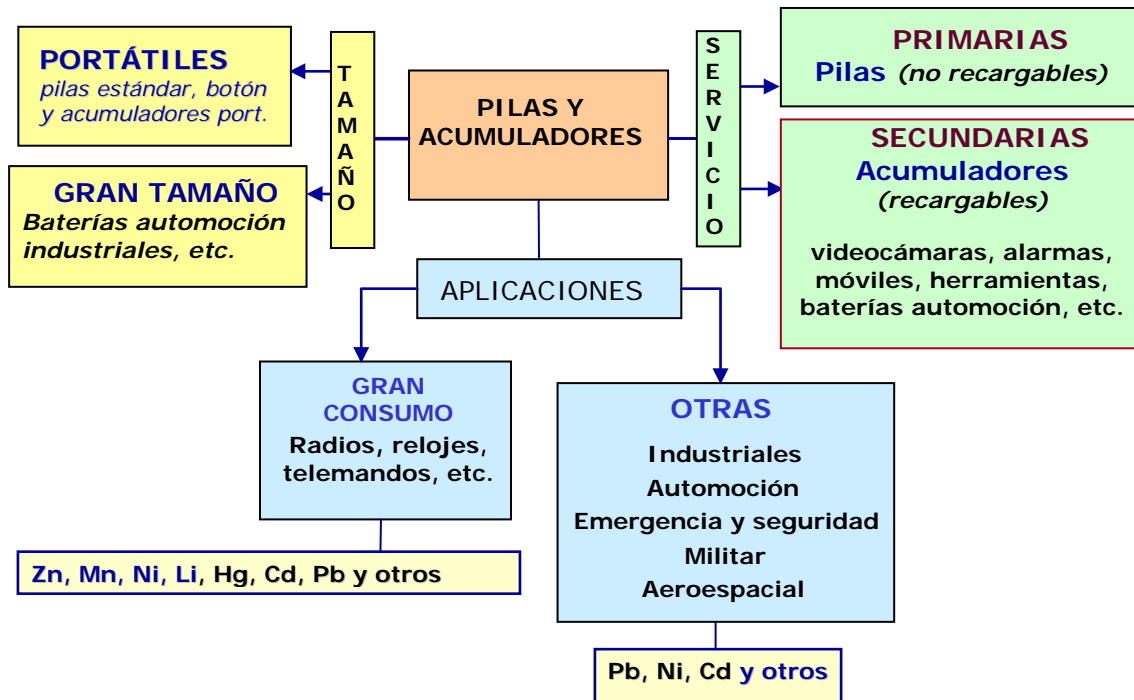 PORTÁTILES
pilas estándar, botón
y acumuladores port.
GRAN TAMAÑO
Baterías automoción
industriales, etc.
TAMAÑO
PILAS Y
ACUMULADORES
SERVICIO
PRIMARIAS
Pilas (no recargables)
SECUNDARIAS
Acumuladores
(recargables)
videocámaras, alarmas,
móviles, herramientas,
baterías automoción, etc.
APLICACIONES
GRAN
CONSUMO
Radios, relojes,
telemandos, etc.
Zn, Mn, Ni, Li, Hg, Cd, Pb y otros
OTRAS
Industriales
Automoción
Emergencia y seguridad
Militar
Aeroespacial
Pb, Ni, Cd y otros